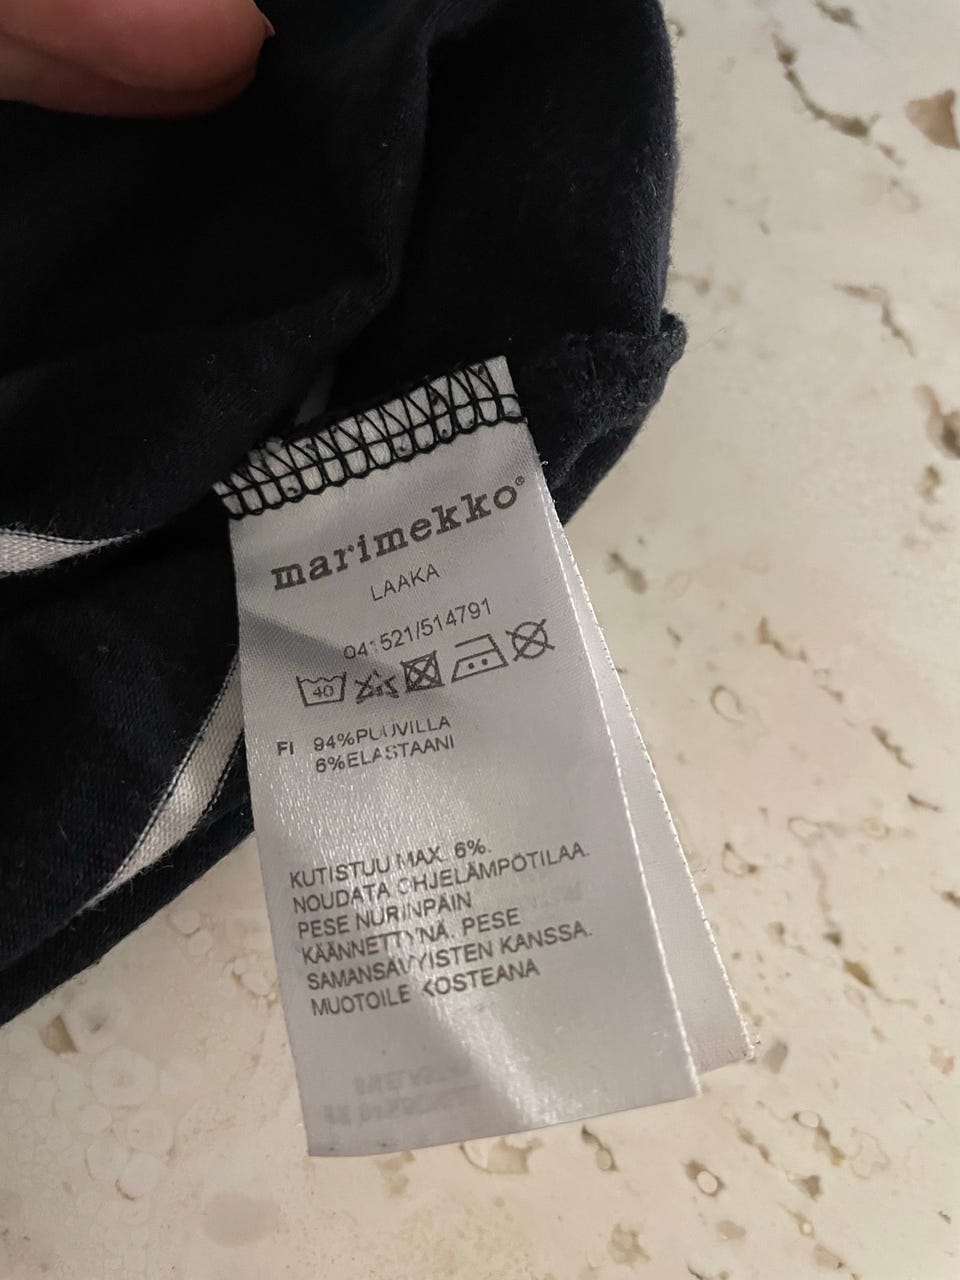 marimekko®
LAAKA
041521/514791
40
FI 94%PUUVILLA
6%ELASTAANI
KUTISTUU MAX. 6%.
NOUDATA OHJELÄMPÖTILAA.
PESE NURINPÄIN
KÄÄNNETTYNÄ. PESE
SAMANSÄVYISTEN KANSSA.
MUOTOILE KOSTEANA